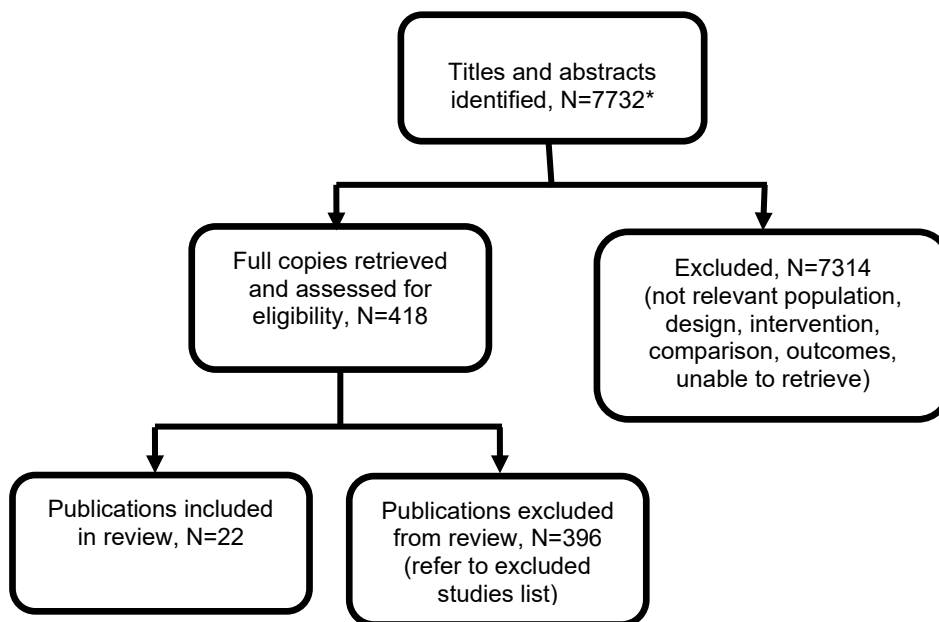 Titles and abstracts
identified, N=7732*
Full copies retrieved
and assessed for
eligibility, N=418
Excluded, N=7314
(not relevant population,
design, intervention,
comparison, outcomes,
unable to retrieve)
Publications included
in review, N=22
Publications excluded
from review, N=396
(refer to excluded
studies list)